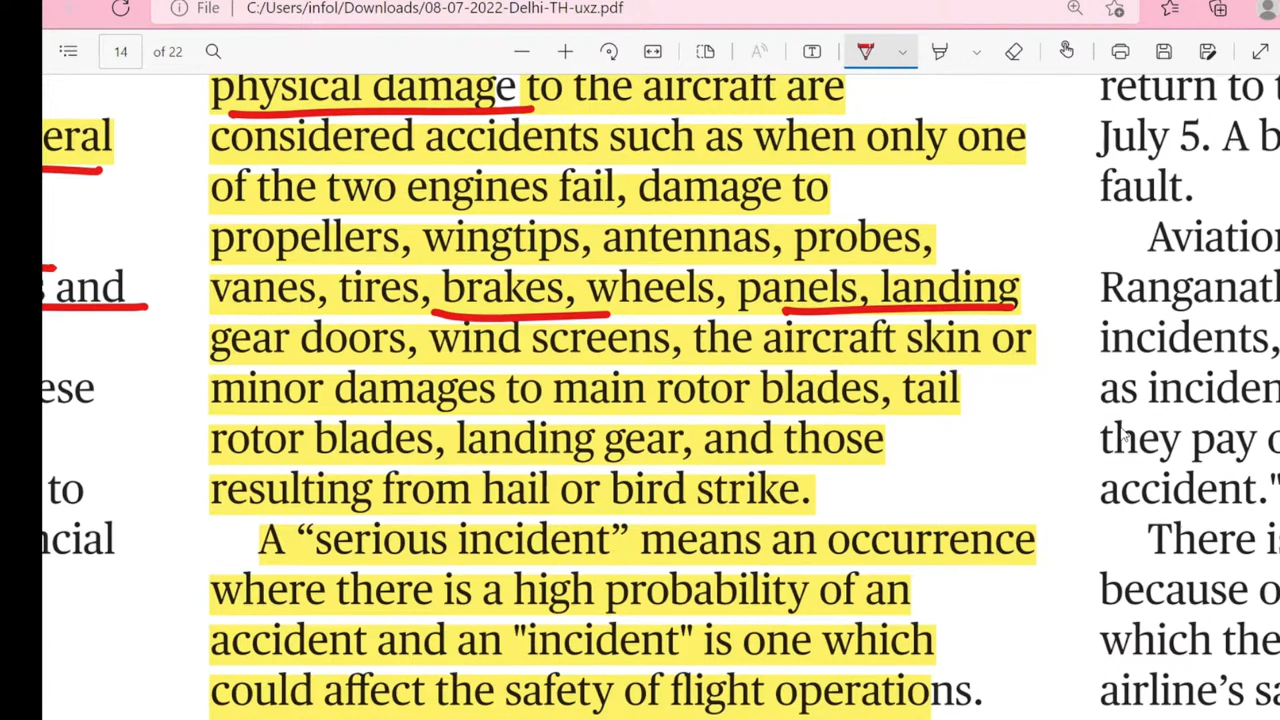 File C:/Users/infol/Downloads/08-07-2022-Delhi-TH-uxz.pdf
14 of 22
eral
and
ese
to
ncial
physical damage to the aircraft are
considered accidents such as when only one
of the two engines fail, damage to
propellers, wingtips, antennas, probes,
vanes, tires, brakes, wheels, panels, landing
gear doors, wind screens, the aircraft skin or
minor damages to main rotor blades, tail
rotor blades, landing gear, and those
resulting from hail or bird strike.
A “serious incident” means an occurrence
where there is a high probability of an
accident and an "incident" is one which
could affect the safety of flight operations.
return to
July 5. A b
fault.
Aviation
Ranganath
incidents,
as inciden
they pay o
accident."
There is
because o
which the
airline’s sa